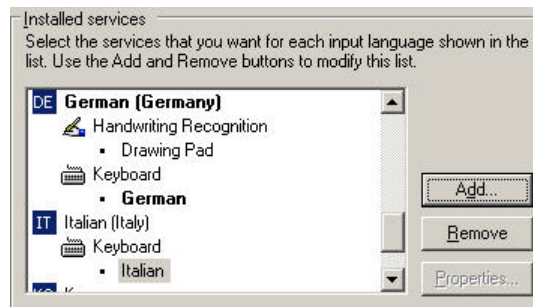 Installed services
Select the services that you want for each input language shown in the
list. Use the Add and Remove buttons to modify this list.
DE German (Germany)
Handwriting Recognition
Drawing Pad
Keyboard
German
IT Italian (Italy)
Keyboard
Italian
Add...
Remove
Properties...